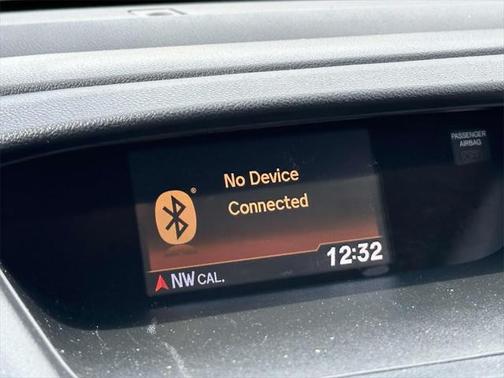 PASSENGER
AIRBAG
No Device
Connected
12:32
NW CAL.